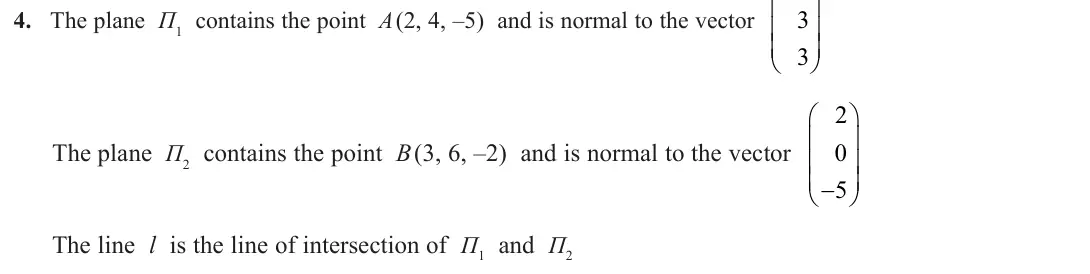 4. The plane Π₁ contains the point A(2, 4, –5) and is normal to the vector (3 3)
The plane Π₂ contains the point B(3, 6, –2) and is normal to the vector (2 0 –5)
The line l is the line of intersection of Π₁ and Π₂